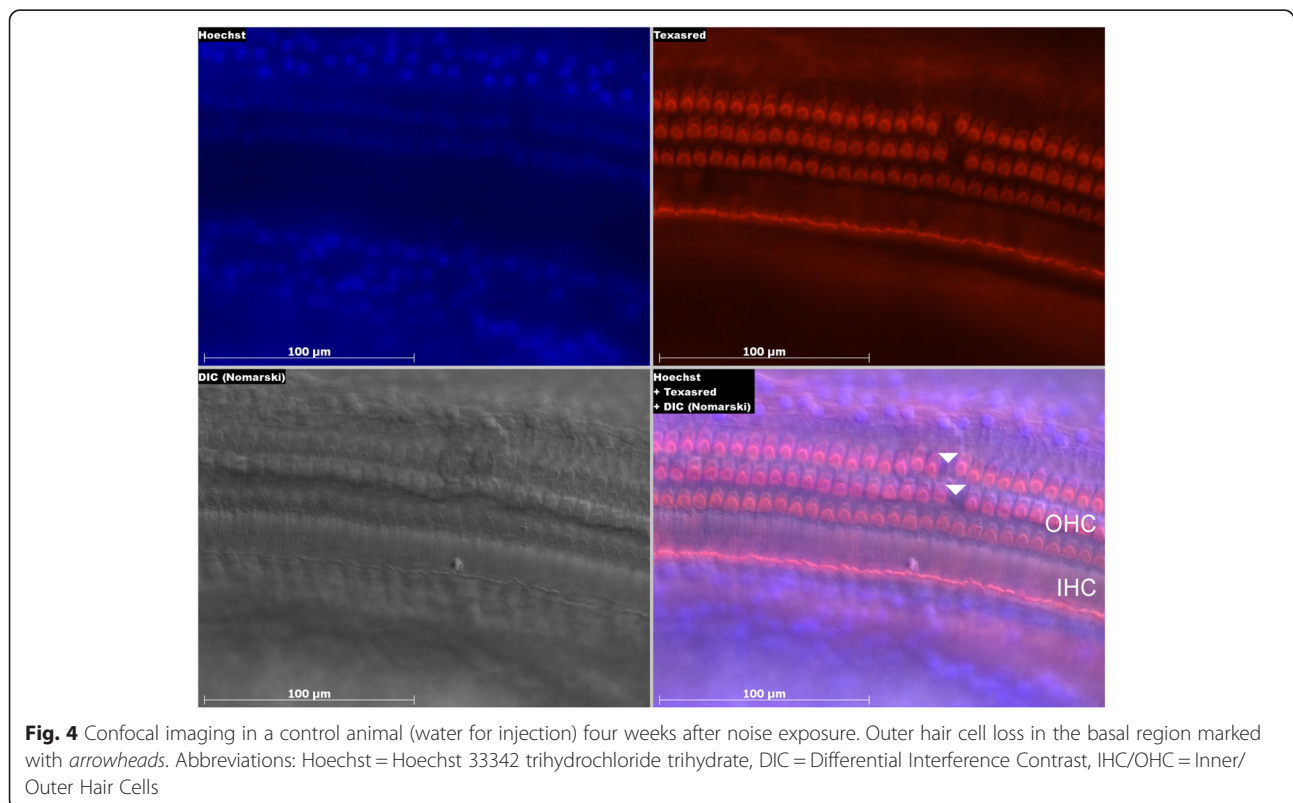 Hoechst
Texasred
100 µm
100 µm
DIC (Nomarski)
Hoechst
+ Texasred
+ DIC (Nomarski)
OHC
IHC
100 µm
100 µm
Fig. 4 Confocal imaging in a control animal (water for injection) four weeks after noise exposure. Outer hair cell loss in the basal region marked
with arrowheads. Abbreviations: Hoechst = Hoechst 33342 trihydrochloride trihydrate, DIC = Differential Interference Contrast, IHC/OHC = Inner/
Outer Hair Cells